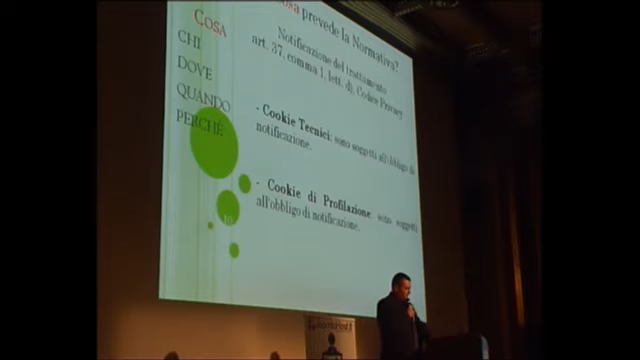 Cosa prevede la Normativa?
COSA
CHI
DOVE
QUANDO
PERCHÉ
Notificazione del trattamento
art. 37, comma 1, lett. d), Codice Privacy
- Cookie Tecnici: sono soggetti all'obbligo di
notificazione.
- Cookie di Profilazione: sono soggetti
all'obbligo di notificazione.
10